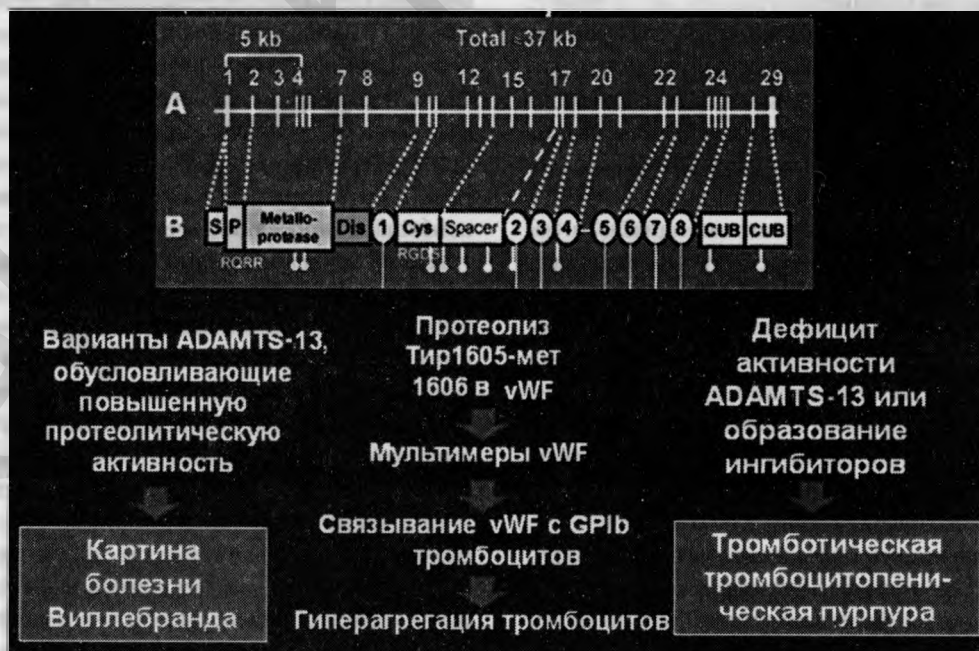 5 kb Total ≈37 kb
1 2 3 4 7 8 9 12 15 17 20 22 24 29
A
B S P Metallo-
protease Dis 1 Cys Spacer 2 3 4 5 6 7 8 CUB CUB
RQRR RGDS
Варианты ADAMTS-13,
обусловливающие
повышенную
протеолитическую
активность
Картина
болезни
Виллебранда
Протеолиз
Тир1605-мет
1606 в vWF
Мультимеры vWF
Связывание vWF с GPIb
тромбоцитов
Гиперагрегация тромбоцитов
Дефицит
активности
ADAMTS-13 или
образование
ингибиторов
Тромботическая
тромбоцитопени-
ческая пурпура